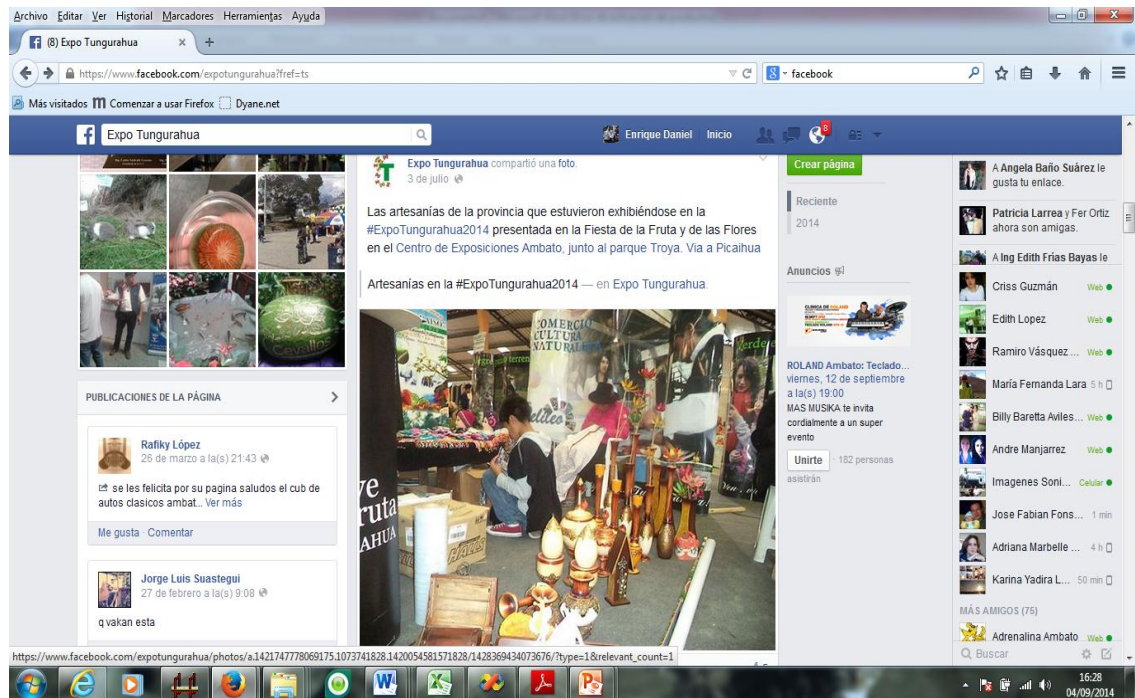 Archivo Editar Ver Historial Marcadores Herramientas Ayuda
(8) Expo Tungurahua
https://www.facebook.com/expotungurahua?fref=ts
facebook
Más visitados Comenzar a usar Firefox Dyane.net
Expo Tungurahua
Enrique Daniel Inicio
8
Cevallos
PUBLICACIONES DE LA PÁGINA
Rafiky López
26 de marzo a la(s) 21:43
se les felicita por su pagina saludos el cub de
autos clasicos ambat... Ver más
Me gusta · Comentar
Jorge Luis Suastegui
27 de febrero a la(s) 9:08
q vakan esta
Expo Tungurahua compartió una foto.
3 de julio
Las artesanías de la provincia que estuvieron exhibiéndose en la
#ExpoTungurahua2014 presentada en la Fiesta de la Fruta y de las Flores
en el Centro de Exposiciones Ambato, junto al parque Troya. Via a Picaihua
Artesanías en la #ExpoTungurahua2014 — en Expo Tungurahua.
COMERCIO
CULTURA
NATURALEZA
Crear página
Reciente
2014
Anuncios
CLINICA DE ROLAND
ROLAND Ambato: Teclado...
viernes, 12 de septiembre
a la(s) 19:00
MAS MUSIKA te invita
cordialmente a un super
evento
Unirte · 182 personas
asistirán
A Angela Baño Suárez le
gusta tu enlace.
Patricia Larrea y Fer Ortiz
ahora son amigas.
A Ing Edith Frias Bayas le
Criss Guzmán Web
Edith Lopez Web
Ramiro Vásquez ... Web
María Fernanda Lara 5 h
Billy Baretta Aviles... Web
Andre Manjarrez Web
Imagenes Soni... Celular
Jose Fabian Fons... 1 min
Adriana Marbelle ... 4 h
Karina Yadira L... 50 min
MÁS AMIGOS (75)
Adrenalina Ambato Web
Buscar
https://www.facebook.com/expotungurahua/photos/a.1421747778069175.1073741828.1420054581571828/1428369434073676/?type=1&relevant_count=1
16:28
04/09/2014